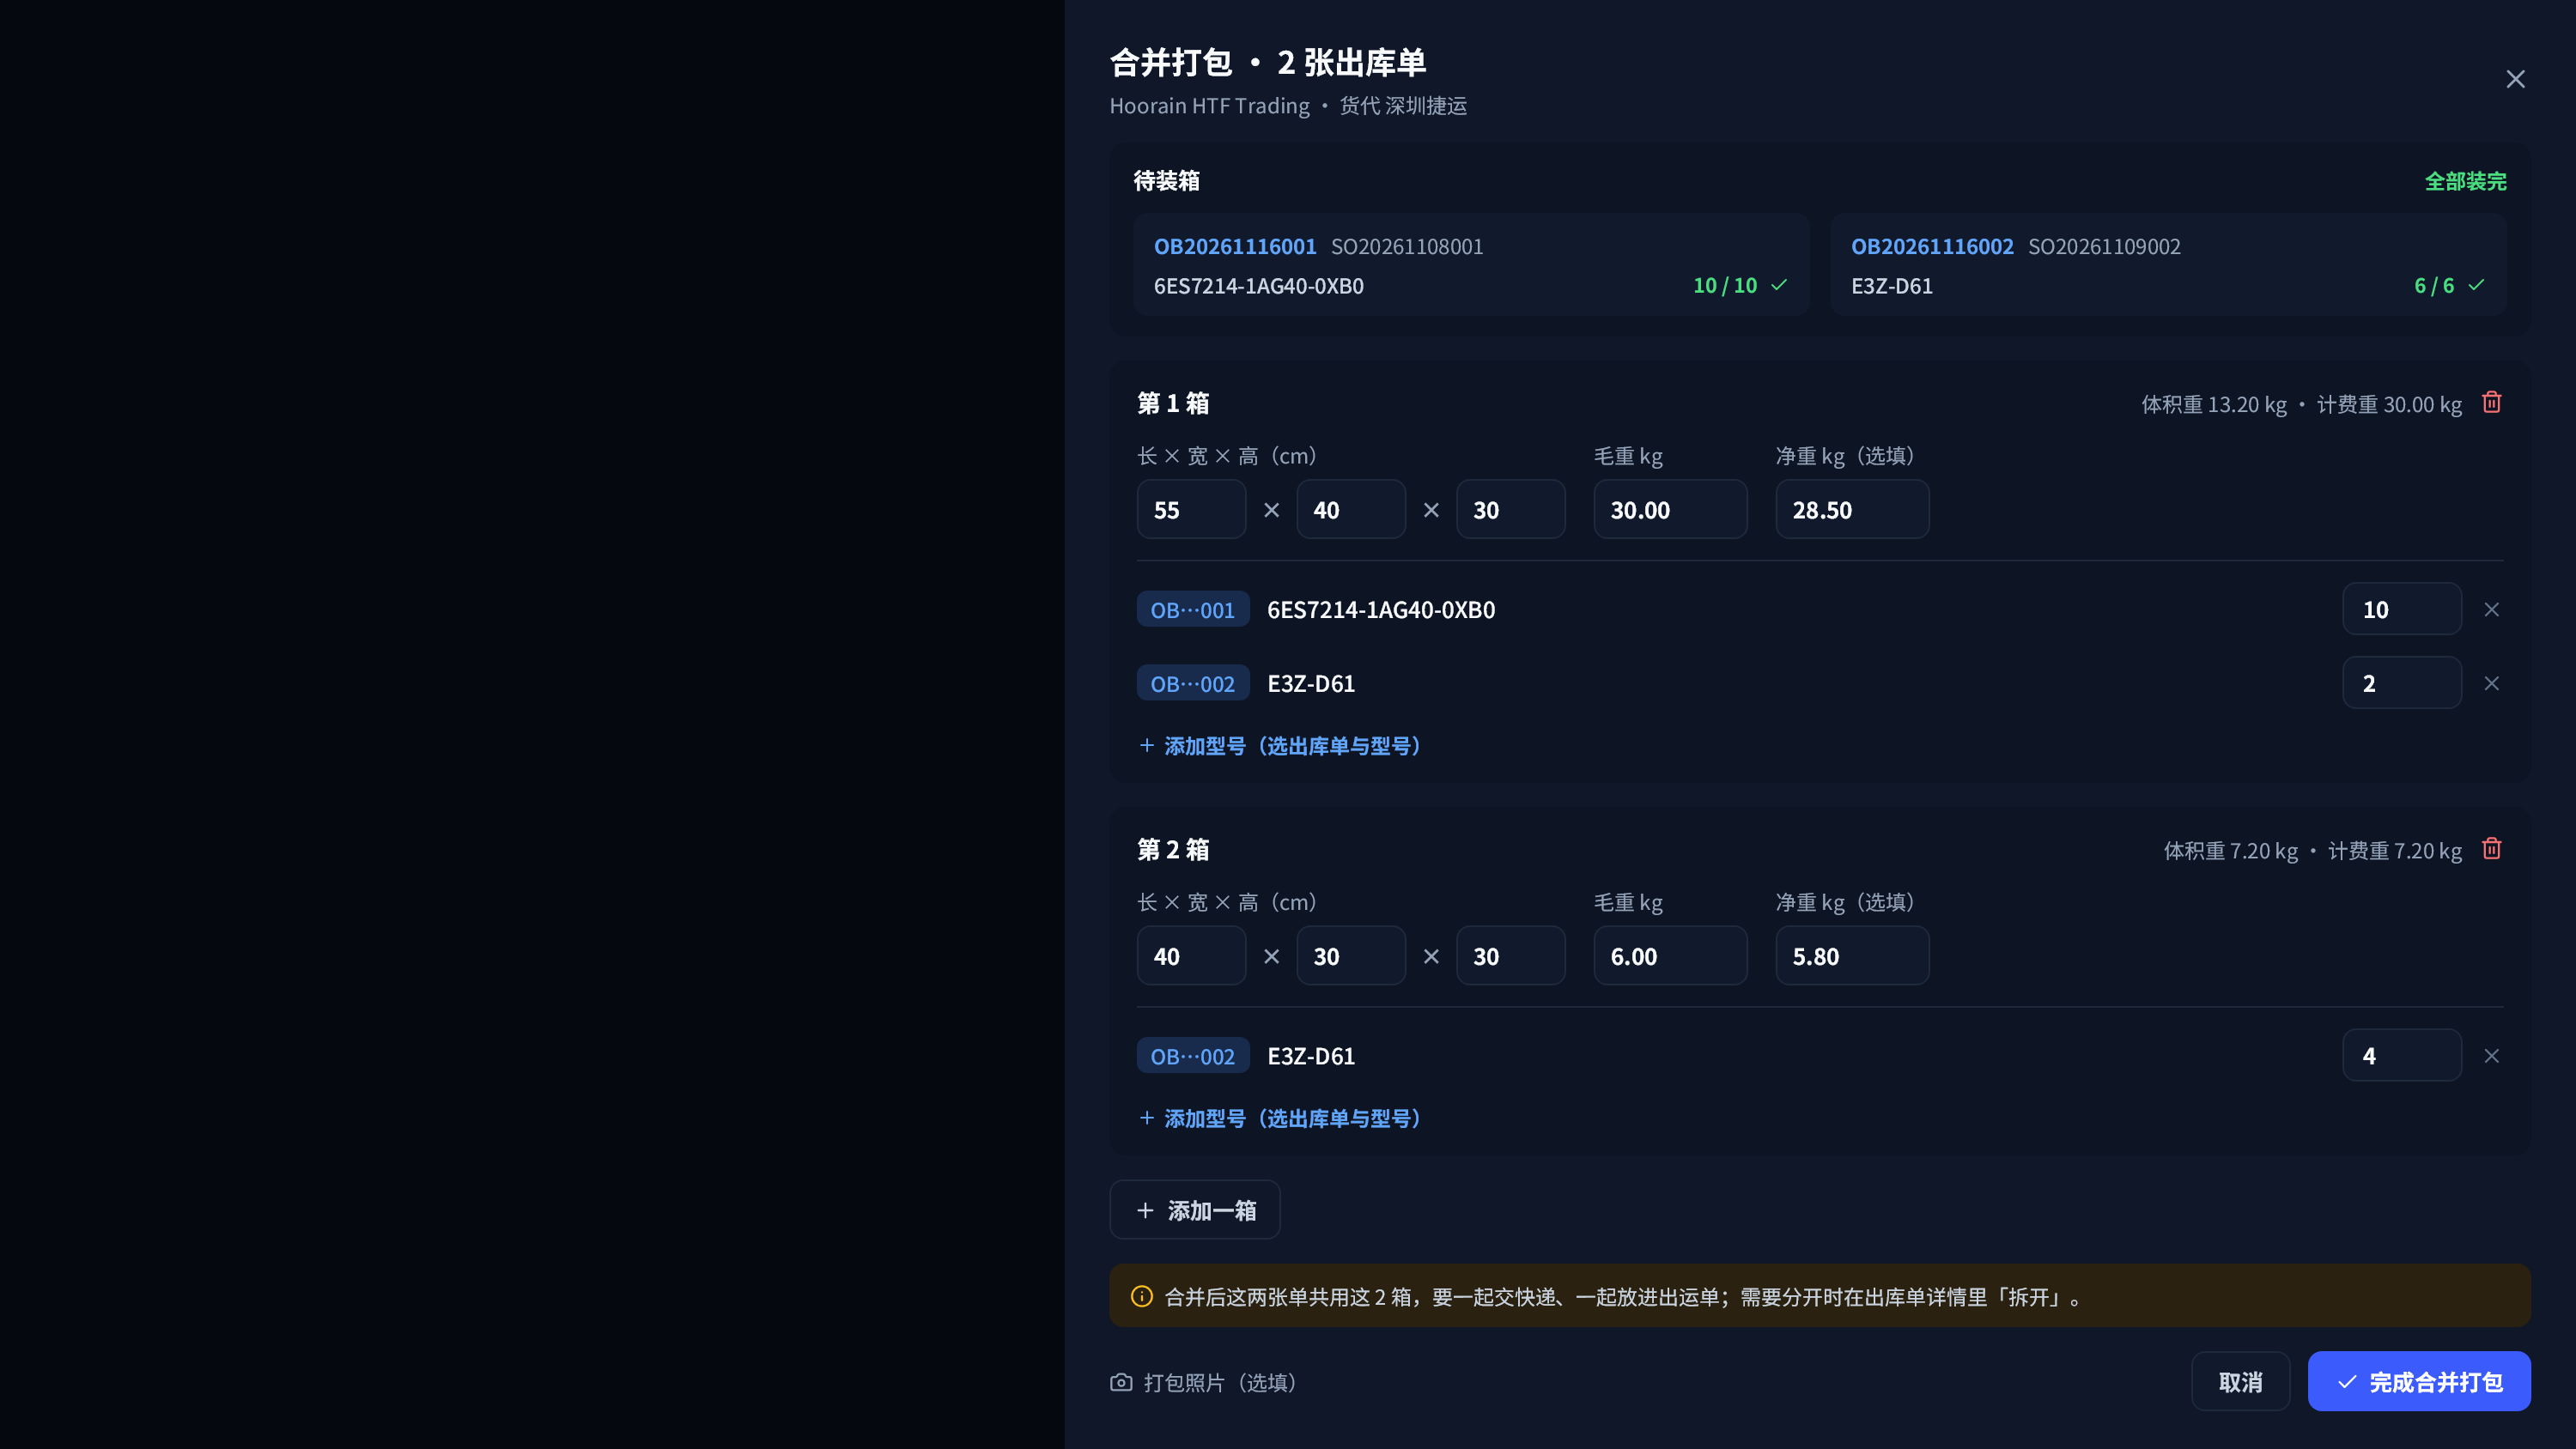 合并打包 · 2 张出库单
Hoorain HTF Trading · 货代 深圳捷运
待装箱 全部装完
OB20261116001 SO20261108001
6ES7214-1AG40-0XB0 10 / 10
OB20261116002 SO20261109002
E3Z-D61 6 / 6
第 1 箱 体积重 13.20 kg · 计费重 30.00 kg
长 × 宽 × 高（cm） 毛重 kg 净重 kg（选填）
55 × 40 × 30 30.00 28.50
OB···001 6ES7214-1AG40-0XB0 10
OB···002 E3Z-D61 2
+ 添加型号（选出库单与型号）
第 2 箱 体积重 7.20 kg · 计费重 7.20 kg
长 × 宽 × 高（cm） 毛重 kg 净重 kg（选填）
40 × 30 × 30 6.00 5.80
OB···002 E3Z-D61 4
+ 添加型号（选出库单与型号）
+ 添加一箱
合并后这两张单共用这 2 箱，要一起交快递、一起放进出运单；需要分开时在出库单详情里「拆开」。
打包照片（选填） 取消 完成合并打包